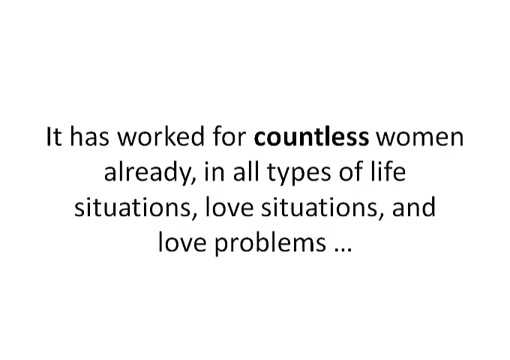 It has worked for countless women
already, in all types of life
situations, love situations, and
love problems ...